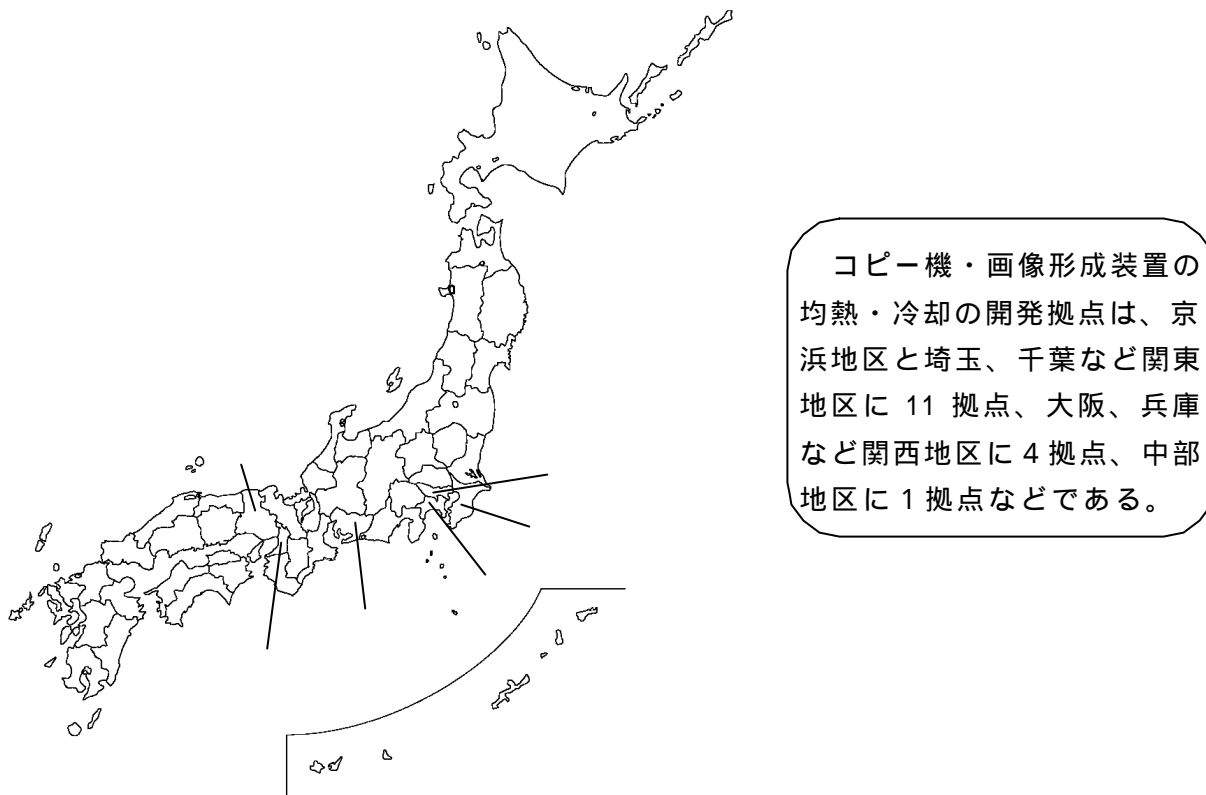 コピー機・画像形成装置の
均熱・冷却の開発拠点は、京
浜地区と埼玉、千葉など関東
地区に 11 拠点、大阪、兵庫
など関西地区に 4 拠点、中部
地区に 1 拠点などである。